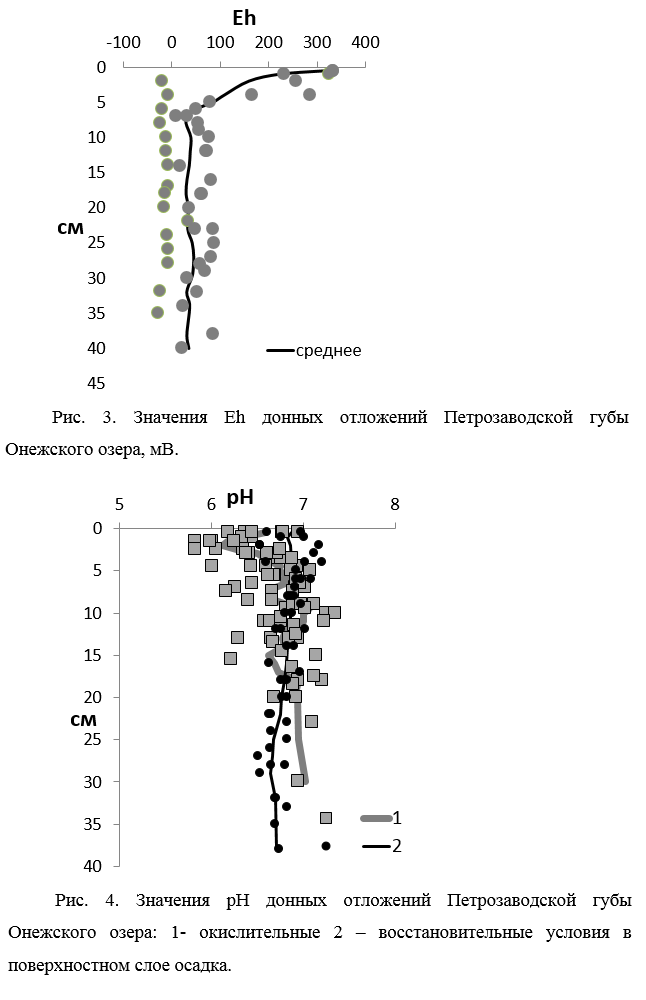 Eh
-100 0 100 200 300 400
0
5
10
15
20
см
25
30
35
среднее
40
45
Рис. 3. Значения Eh донных отложений Петрозаводской губы
Онежского озера, мВ.
pH
5 6 7 8
0
5
10
15
20
см
25
30
1
35
2
40
Рис. 4. Значения pH донных отложений Петрозаводской губы
Онежского озера: 1- окислительные 2 – восстановительные условия в
поверхностном слое осадка.